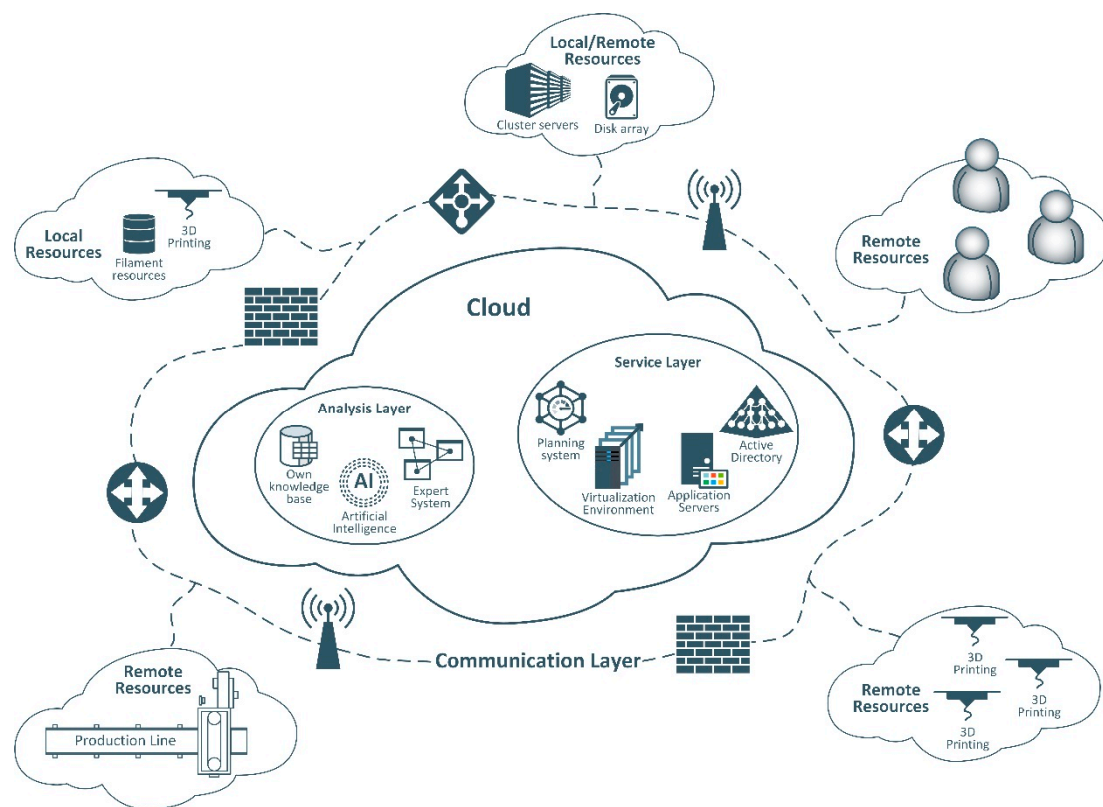 Local/Remote
Resources
Cluster servers
Disk array
Local
Resources
3D
Printing
Filament
resources
Remote
Resources
Cloud
Service Layer
Planning
system
Virtualization
Environment
Application
Servers
Active
Directory
Analysis Layer
Own
knowledge
base
AI
Artificial
Intelligence
Expert
System
Communication Layer
Remote
Resources
Production Line
Remote
Resources
3D
Printing
3D
Printing
3D
Printing